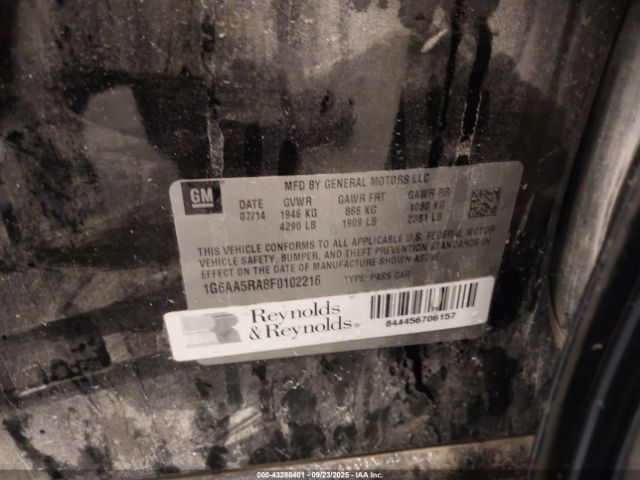 GM
MFD BY GENERAL MOTORS LLC
DATE GVWR GAWR FRT GAWR RR
07/14 1946 KG 866 KG 1080 KG
4290 LB 1909 LB 2381 LB
THIS VEHICLE CONFORMS TO ALL APPLICABLE U.S. FEDERAL MOTOR
VEHICLE SAFETY, BUMPER, AND THEFT PREVENTION STANDARDS IN
EFFECT ON THE DATE OF MANUFACTURE SHOWN ABOVE.
1G6AA5RA8F0102216 TYPE: PASS CAR
Reynolds
&Reynolds®
844456706157
000-43288401 - 09/23/2025 - IAAI.COM